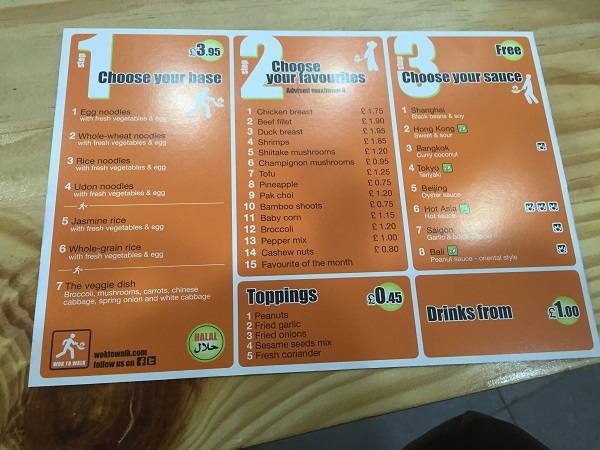 step 1
£3.95
Choose your base
1 Egg noodles
with fresh vegetables & egg
2 Whole-wheat noodles
with fresh vegetables & egg
3 Rice noodles
with fresh vegetables & egg
4 Udon noodles
with fresh vegetables & egg
5 Jasmine rice
with fresh vegetables & egg
6 Whole-grain rice
with fresh vegetables & egg
7 The veggie dish
Broccoli, mushrooms, carrots, chinese
cabbage, spring onion and white cabbage
WOK TO WALK
woktowalk.com
follow us on
HALAL
حلال
step 2
Choose
your favourites
Advised maximum 4
1 Chicken breast £ 1.75
2 Beef fillet £ 1.90
3 Duck breast £ 1.95
4 Shrimps £ 1.85
5 Shiitake mushrooms £ 1.20
6 Champignon mushrooms £ 0.95
7 Tofu £ 1.25
8 Pineapple £ 0.75
9 Pak choi £ 1.20
10 Bamboo shoots £ 0.75
11 Baby corn £ 1.15
12 Broccoli £ 1.20
13 Pepper mix £ 1.00
14 Cashew nuts £ 0.80
15 Favourite of the month
Toppings
£0.45
1 Peanuts
2 Fried garlic
3 Fried onions
4 Sesame seeds mix
5 Fresh coriander
step 3
Free
Choose your sauce
1 Shanghai
Black beans & soy
2 Hong Kong
Sweet & sour
3 Bangkok
Curry coconut
4 Tokyo
Teriyaki
5 Beijing
Oyster sauce
6 Hot Asia
Hot sauce
7 Saigon
Garlic & black
8 Bali
Peanut sauce - oriental style
Drinks from
£1.00